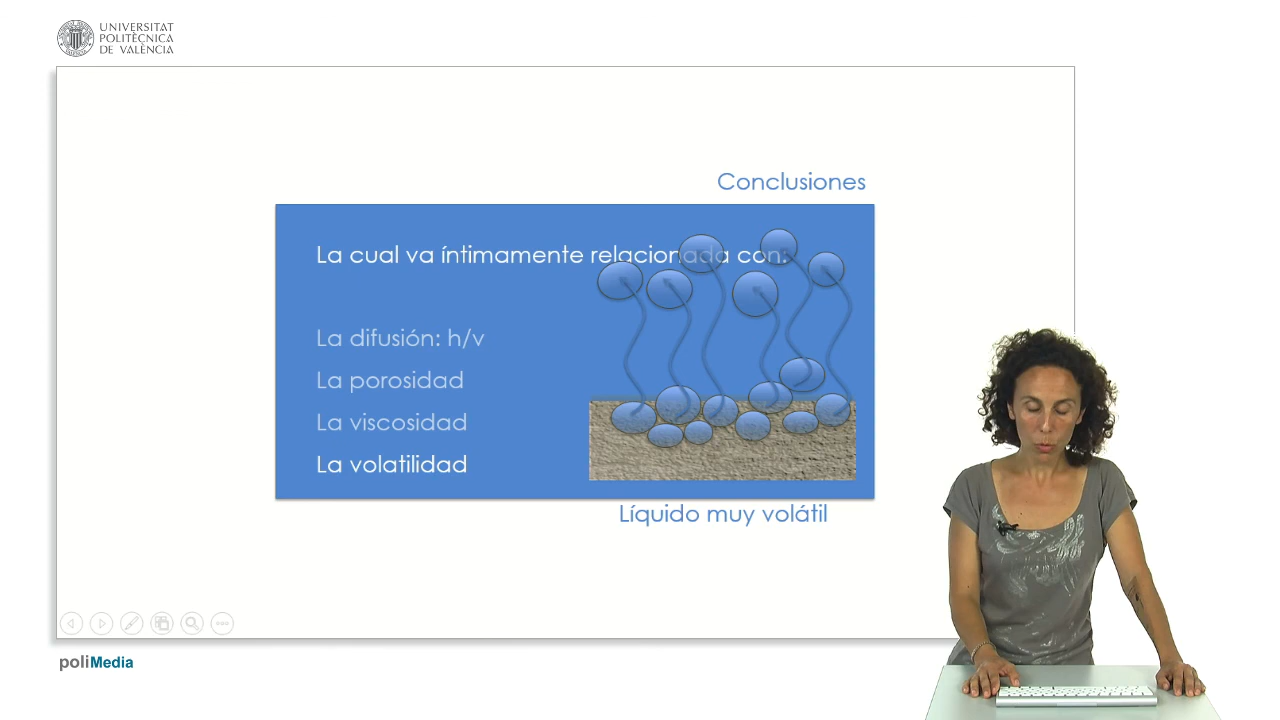 UNIVERSITAT
POLITÈCNICA
DE VALÈNCIA
Conclusiones
La cual va íntimamente relacionada con:
La difusión: h/v
La porosidad
La viscosidad
La volatilidad
Líquido muy volátil
poliMedia